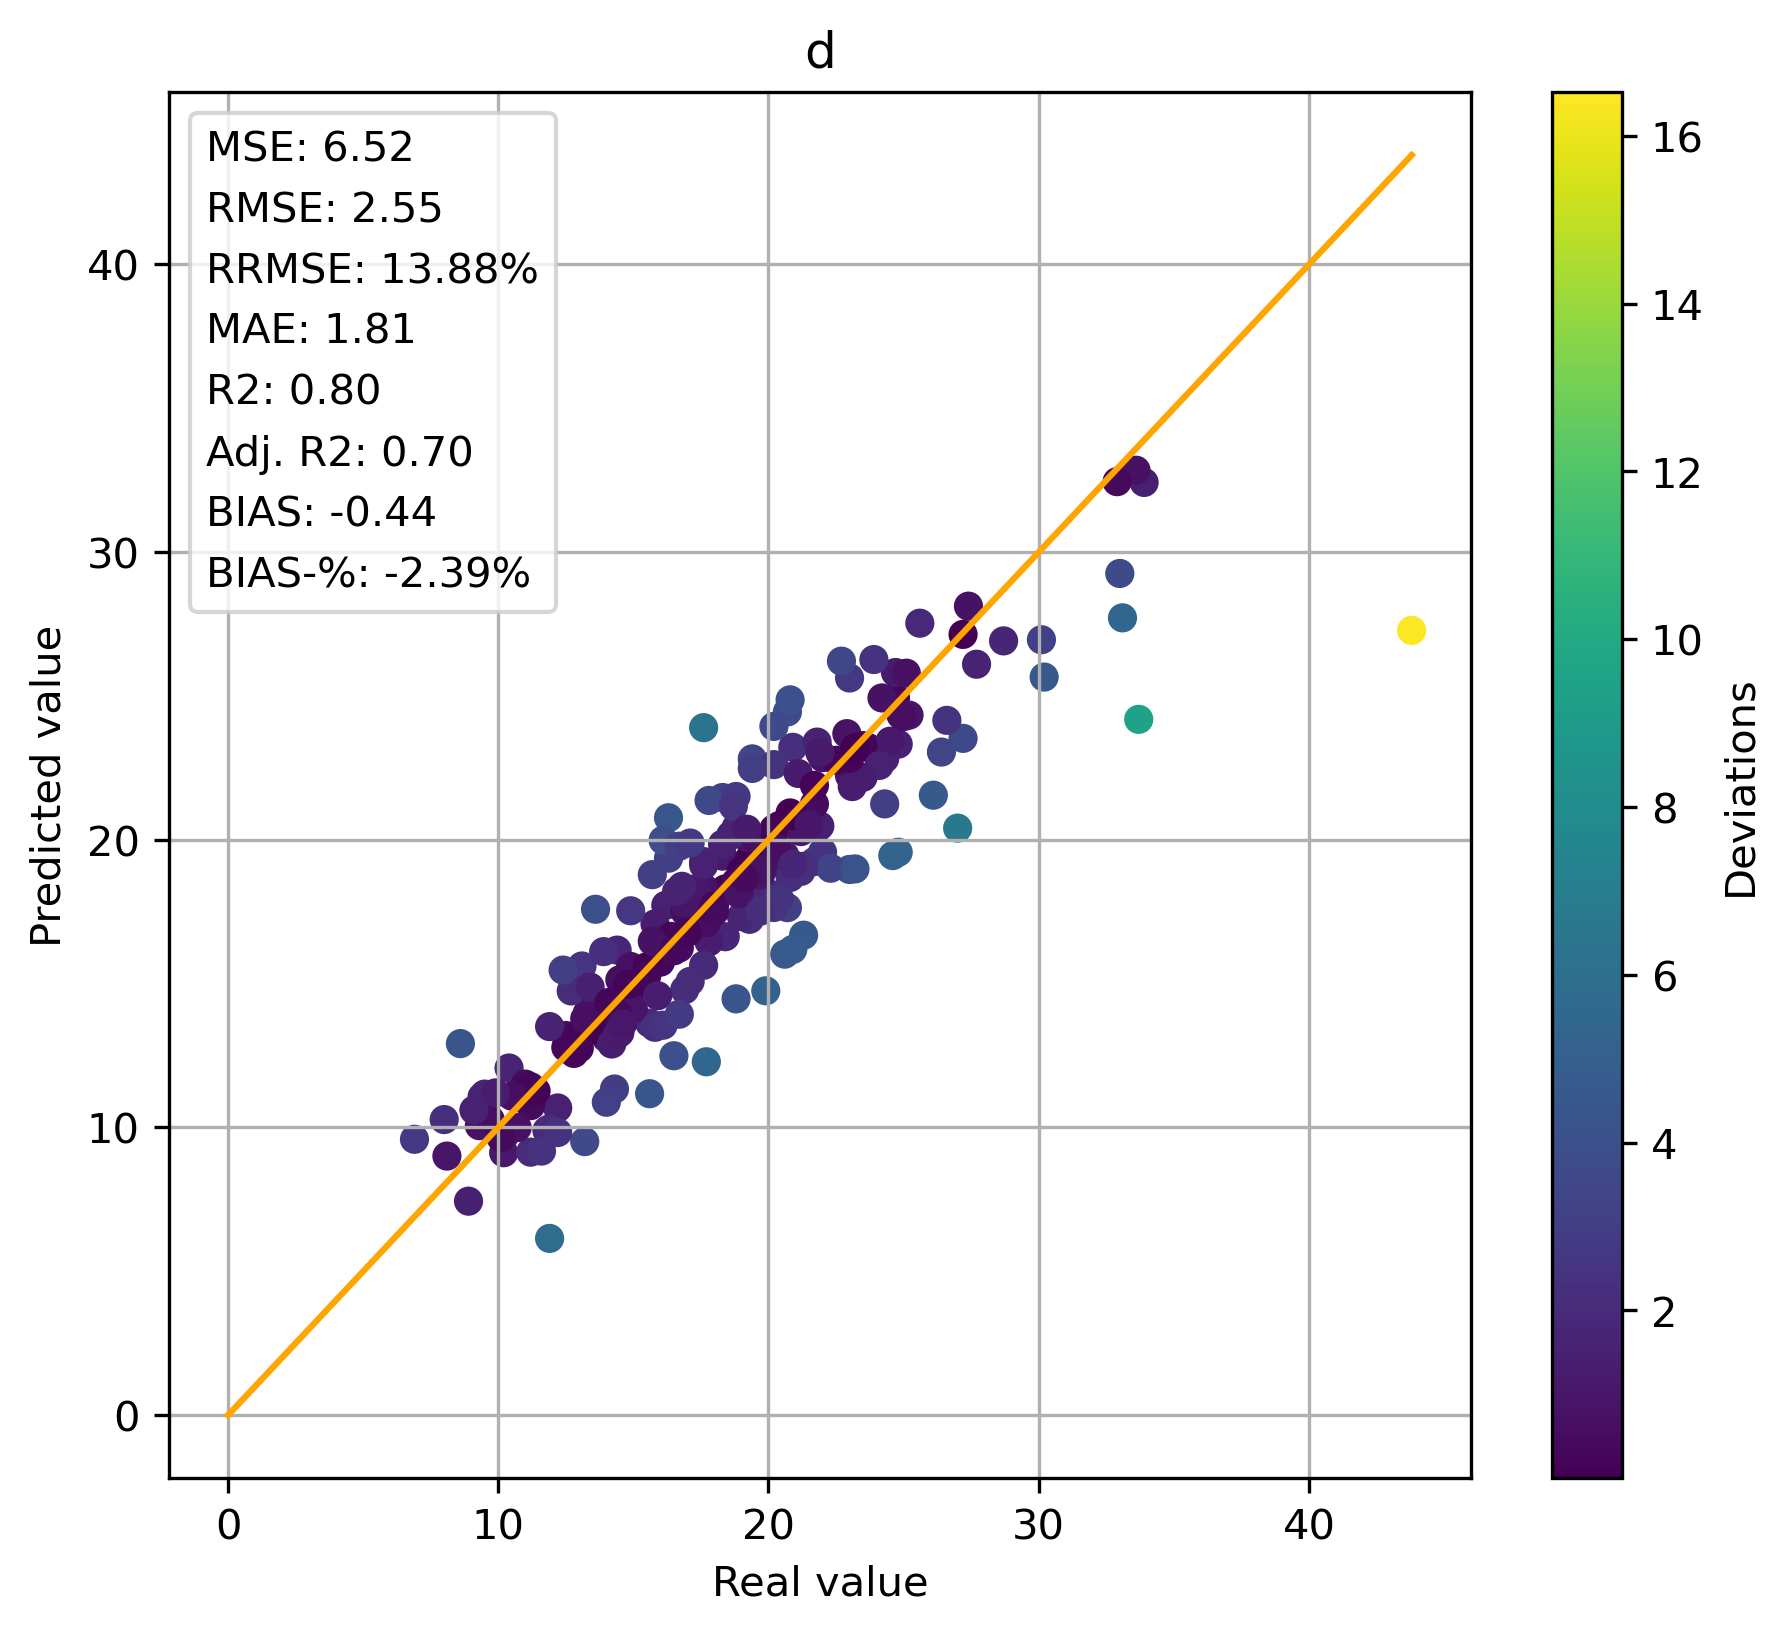 d
MSE: 6.52
RMSE: 2.55
RRMSE: 13.88%
MAE: 1.81
R2: 0.80
Adj. R2: 0.70
BIAS: -0.44
BIAS-%: -2.39%
Predicted value
40
30
20
10
0
0 10 20 30 40
Real value
16
14
12
10
8
6
4
2
Deviations